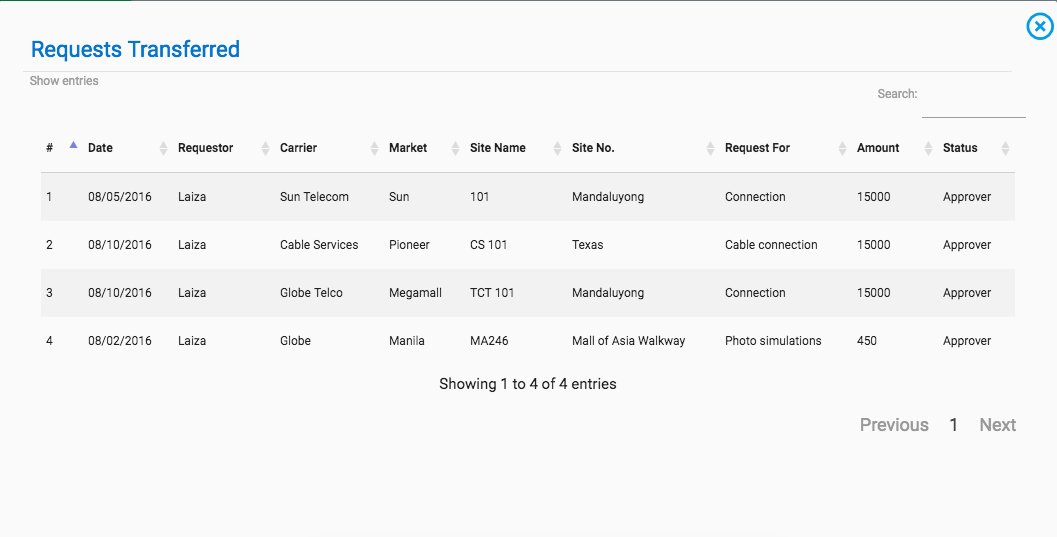 Requests Transferred
Show entries
Search:
# Date Requestor Carrier Market Site Name Site No. Request For Amount Status
1 08/05/2016 Laiza Sun Telecom Sun 101 Mandaluyong Connection 15000 Approver
2 08/10/2016 Laiza Cable Services Pioneer CS 101 Texas Cable connection 15000 Approver
3 08/10/2016 Laiza Globe Telco Megamall TCT 101 Mandaluyong Connection 15000 Approver
4 08/02/2016 Laiza Globe Manila MA246 Mall of Asia Walkway Photo simulations 450 Approver
Showing 1 to 4 of 4 entries
Previous 1 Next